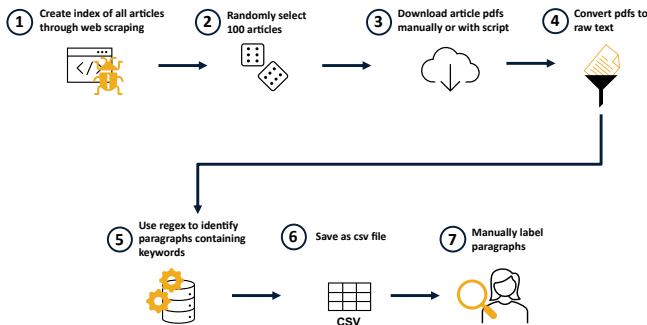 1
Create index of all articles
through web scraping
</>
2
Randomly select
100 articles
3
Download article pdfs
manually or with script
4
Convert pdfs to
raw text
5
Use regex to identify
paragraphs containing
keywords
6
Save as csv file
CSV
7
Manually label
paragraphs